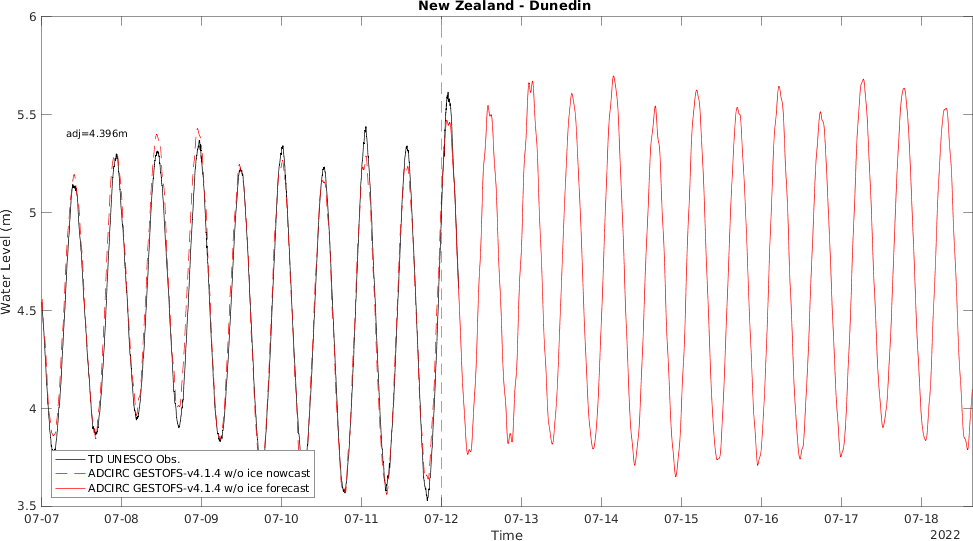 New Zealand - Dunedin
6
5.5
adj=4.396m
5
Water Level (m)
4.5
4
TD UNESCO Obs.
ADCIRC GESTOFS-v4.1.4 w/o ice nowcast
ADCIRC GESTOFS-v4.1.4 w/o ice forecast
3.5
07-07 07-08 07-09 07-10 07-11 07-12 07-13 07-14 07-15 07-16 07-17 07-18
Time
2022